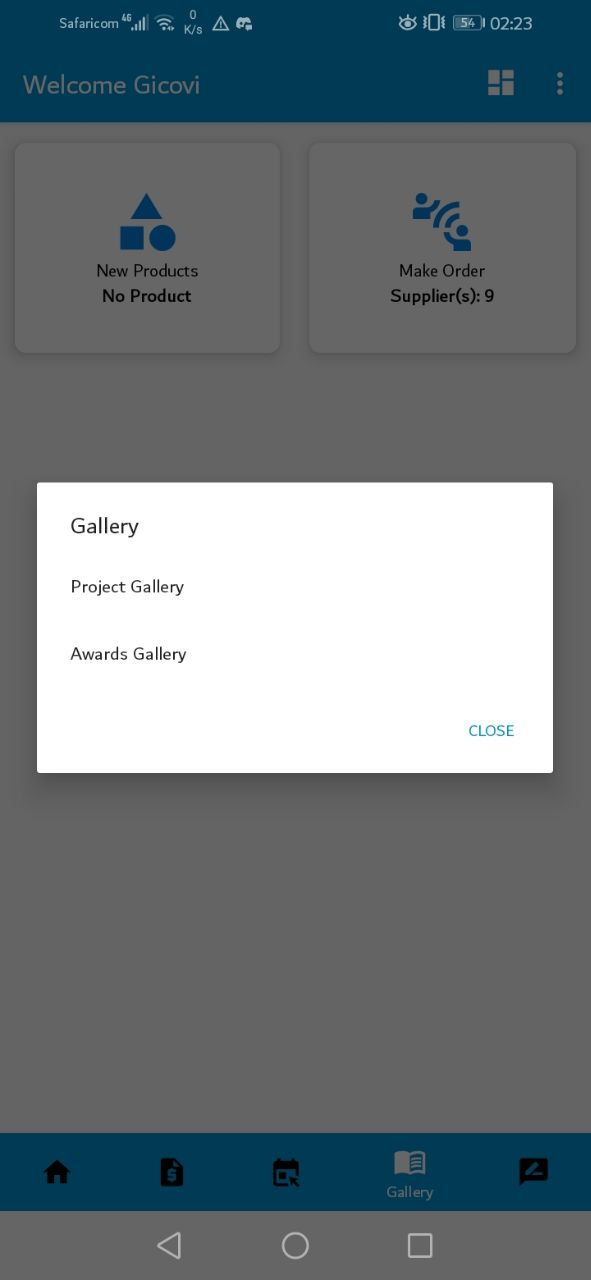 Safaricom 4G 0 K/s 54 02:23
Welcome Gicovi
New Products
No Product
Make Order
Supplier(s): 9
Gallery
Project Gallery
Awards Gallery
CLOSE
Gallery